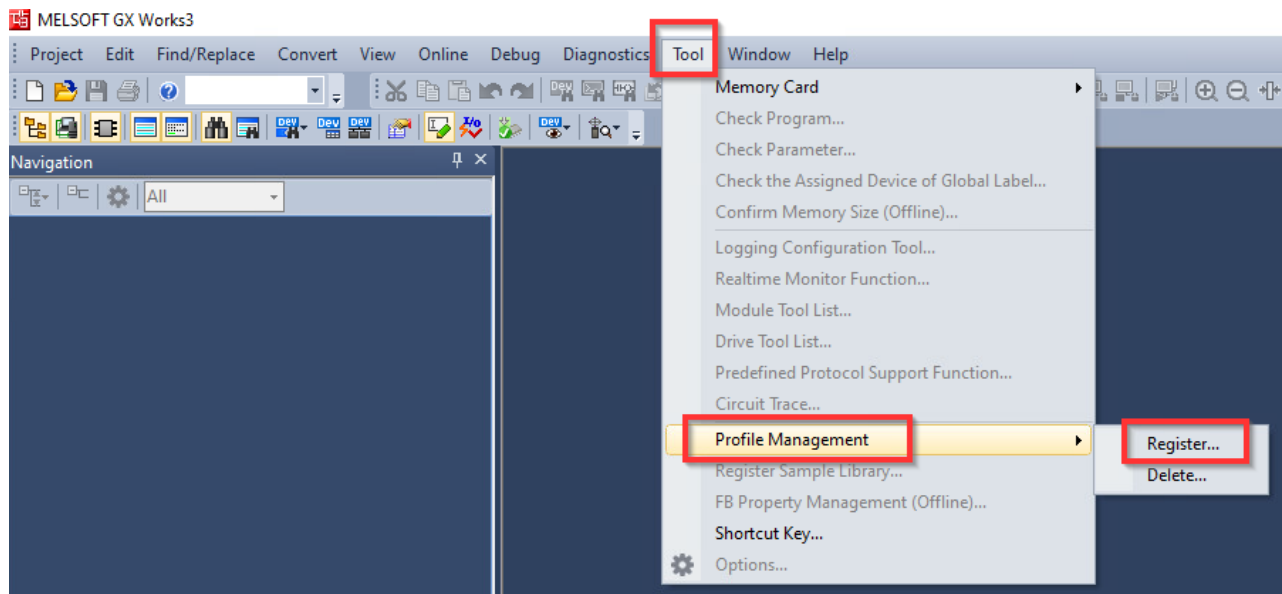 MELSOFT GX Works3
Project Edit Find/Replace Convert View Online Debug Diagnostics Tool Window Help
Navigation
All
Memory Card
Check Program...
Check Parameter...
Check the Assigned Device of Global Label...
Confirm Memory Size (Offline)...
Logging Configuration Tool...
Realtime Monitor Function...
Module Tool List...
Drive Tool List...
Predefined Protocol Support Function...
Circuit Trace...
Profile Management
Register Sample Library...
FB Property Management (Offline)...
Shortcut Key...
Options...
Register...
Delete...